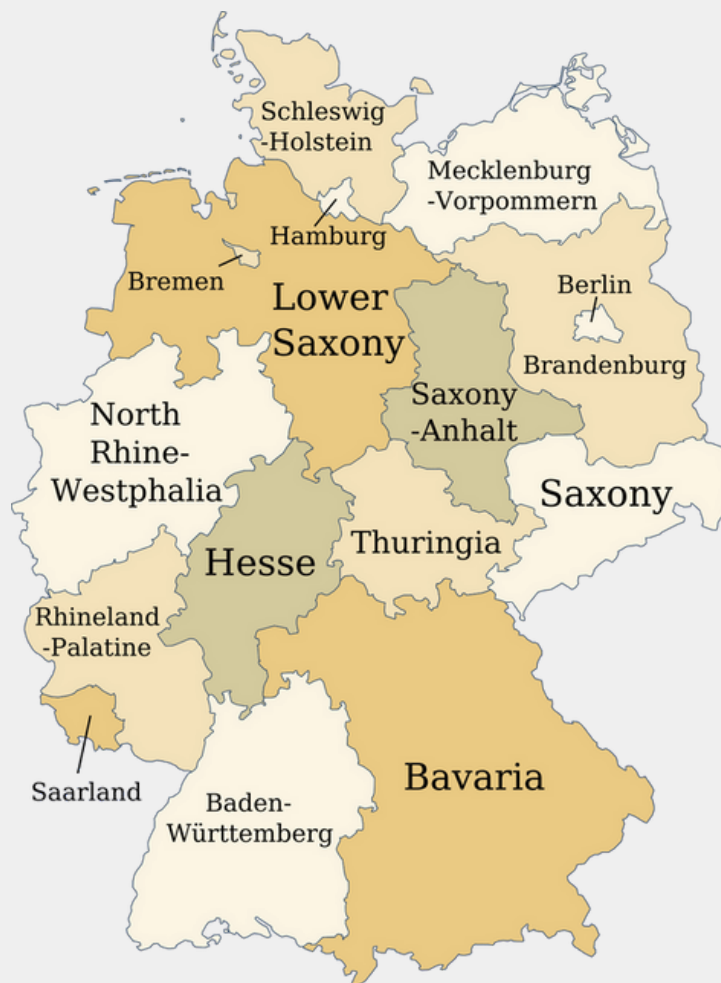 Schleswig
-Holstein
Mecklenburg
-Vorpommern
Hamburg
Bremen
Berlin
Lower
Saxony
Brandenburg
Saxony
-Anhalt
North
Rhine-
Westphalia
Saxony
Thuringia
Hesse
Rhineland
-Palatine
Saarland
Bavaria
Baden-
Württemberg